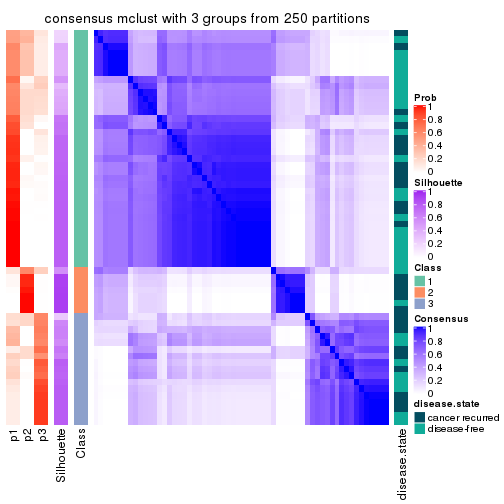 consensus mclust with 3 groups from 250 partitions
Prob
1
0.8
0.6
0.4
0.2
0
Silhouette
1
0.8
0.6
0.4
0.2
0
Class
1
2
3
Consensus
1
0.8
0.6
0.4
0.2
0
disease.state
cancer recurred
disease-free
p1
p2
p3
Silhouette
Class
disease.state